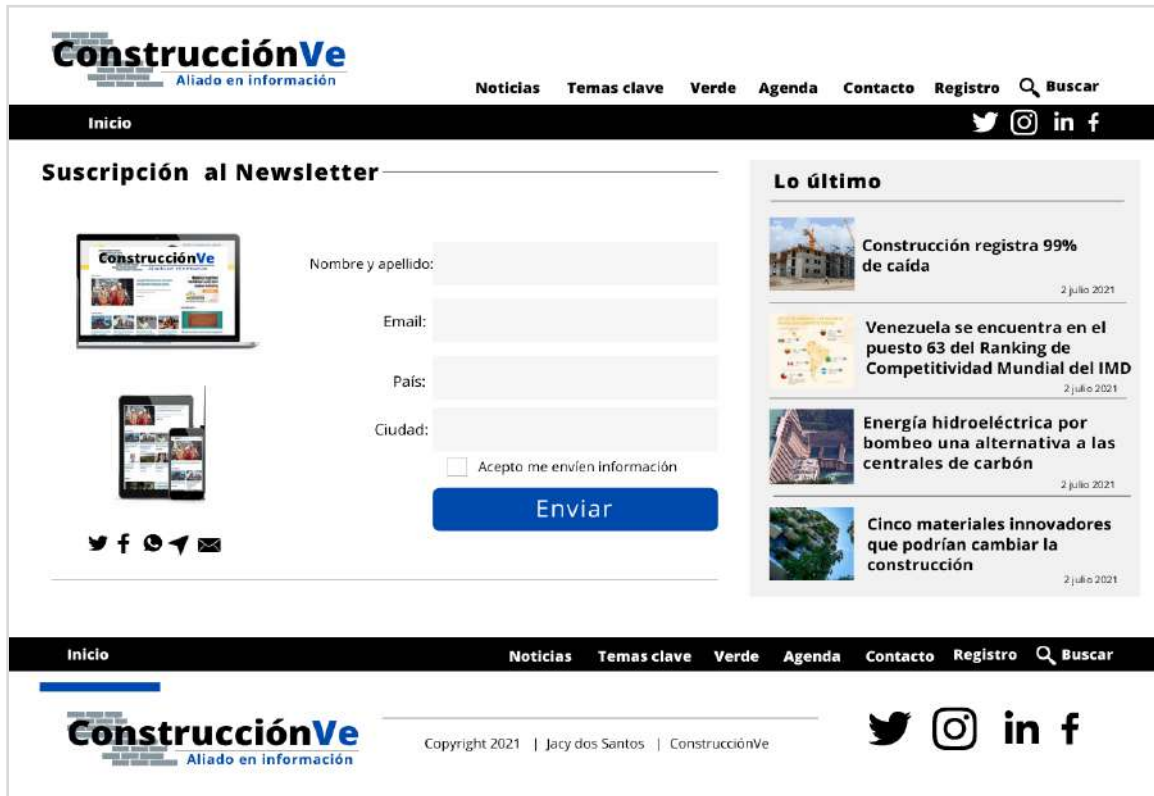 ConstrucciónVe
Aliado en información
Noticias Temas clave Verde Agenda Contacto Registro Buscar
Inicio
Suscripción al Newsletter
ConstrucciónVe
Nombre y apellido:
Email:
País:
Ciudad:
Acepto me envíen información
Enviar
Lo último
Construcción registra 99%
de caída
2 julio 2021
Venezuela se encuentra en el
puesto 63 del Ranking de
Competitividad Mundial del IMD
2 julio 2021
Energía hidroeléctrica por
bombeo una alternativa a las
centrales de carbón
2 julio 2021
Cinco materiales innovadores
que podrían cambiar la
construcción
2 julio 2021
Inicio Noticias Temas clave Verde Agenda Contacto Registro Buscar
ConstrucciónVe
Aliado en información
Copyright 2021 | Jacy dos Santos | ConstrucciónVe